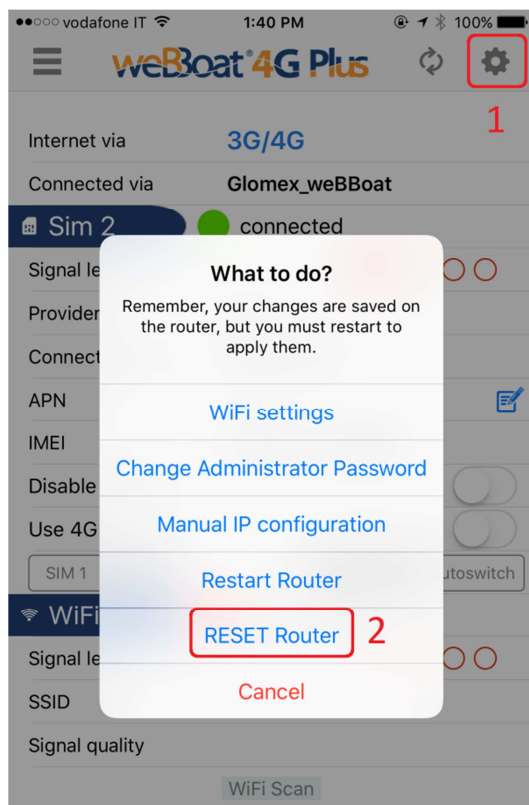 vodafone IT 1:40 PM 100%
weBBoat 4G Plus
1
Internet via 3G/4G
Connected via Glomex_weBBoat
Sim 2 connected
Signal le
Provider
Connect
APN
IMEI
Disable
Use 4G
SIM 1 utoswitch
What to do?
Remember, your changes are saved on
the router, but you must restart to
apply them.
WiFi settings
Change Administrator Password
Manual IP configuration
Restart Router
RESET Router 2
Cancel
WiFi
Signal le
SSID
Signal quality
WiFi Scan